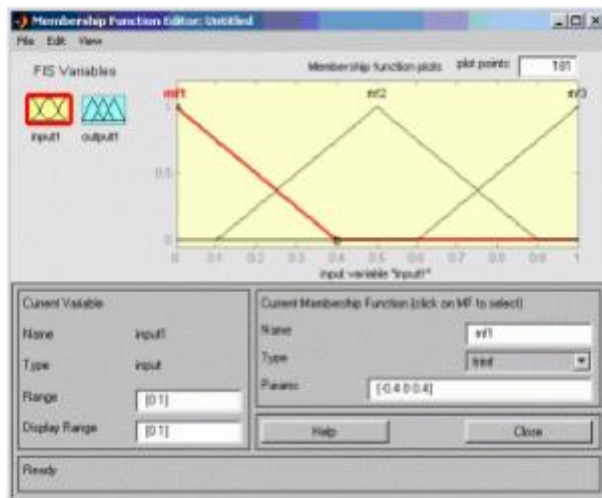 Membership Function Editor: Untitled
File Edit View
FIS Variables
Membership function plots plot points: 181
input1 output1
mf1 mf2 mf3
1
0.5
0
0 0.1 0.2 0.3 0.4 0.5 0.6 0.7 0.8 0.9 1
input variable "input1"
Current Variable
Name input1
Type input
Range [0 1]
Display Range [0 1]
Current Membership Function (click on MF to select)
Name mf1
Type trimf
Params [-0.4 0 0.4]
Help Close
Ready